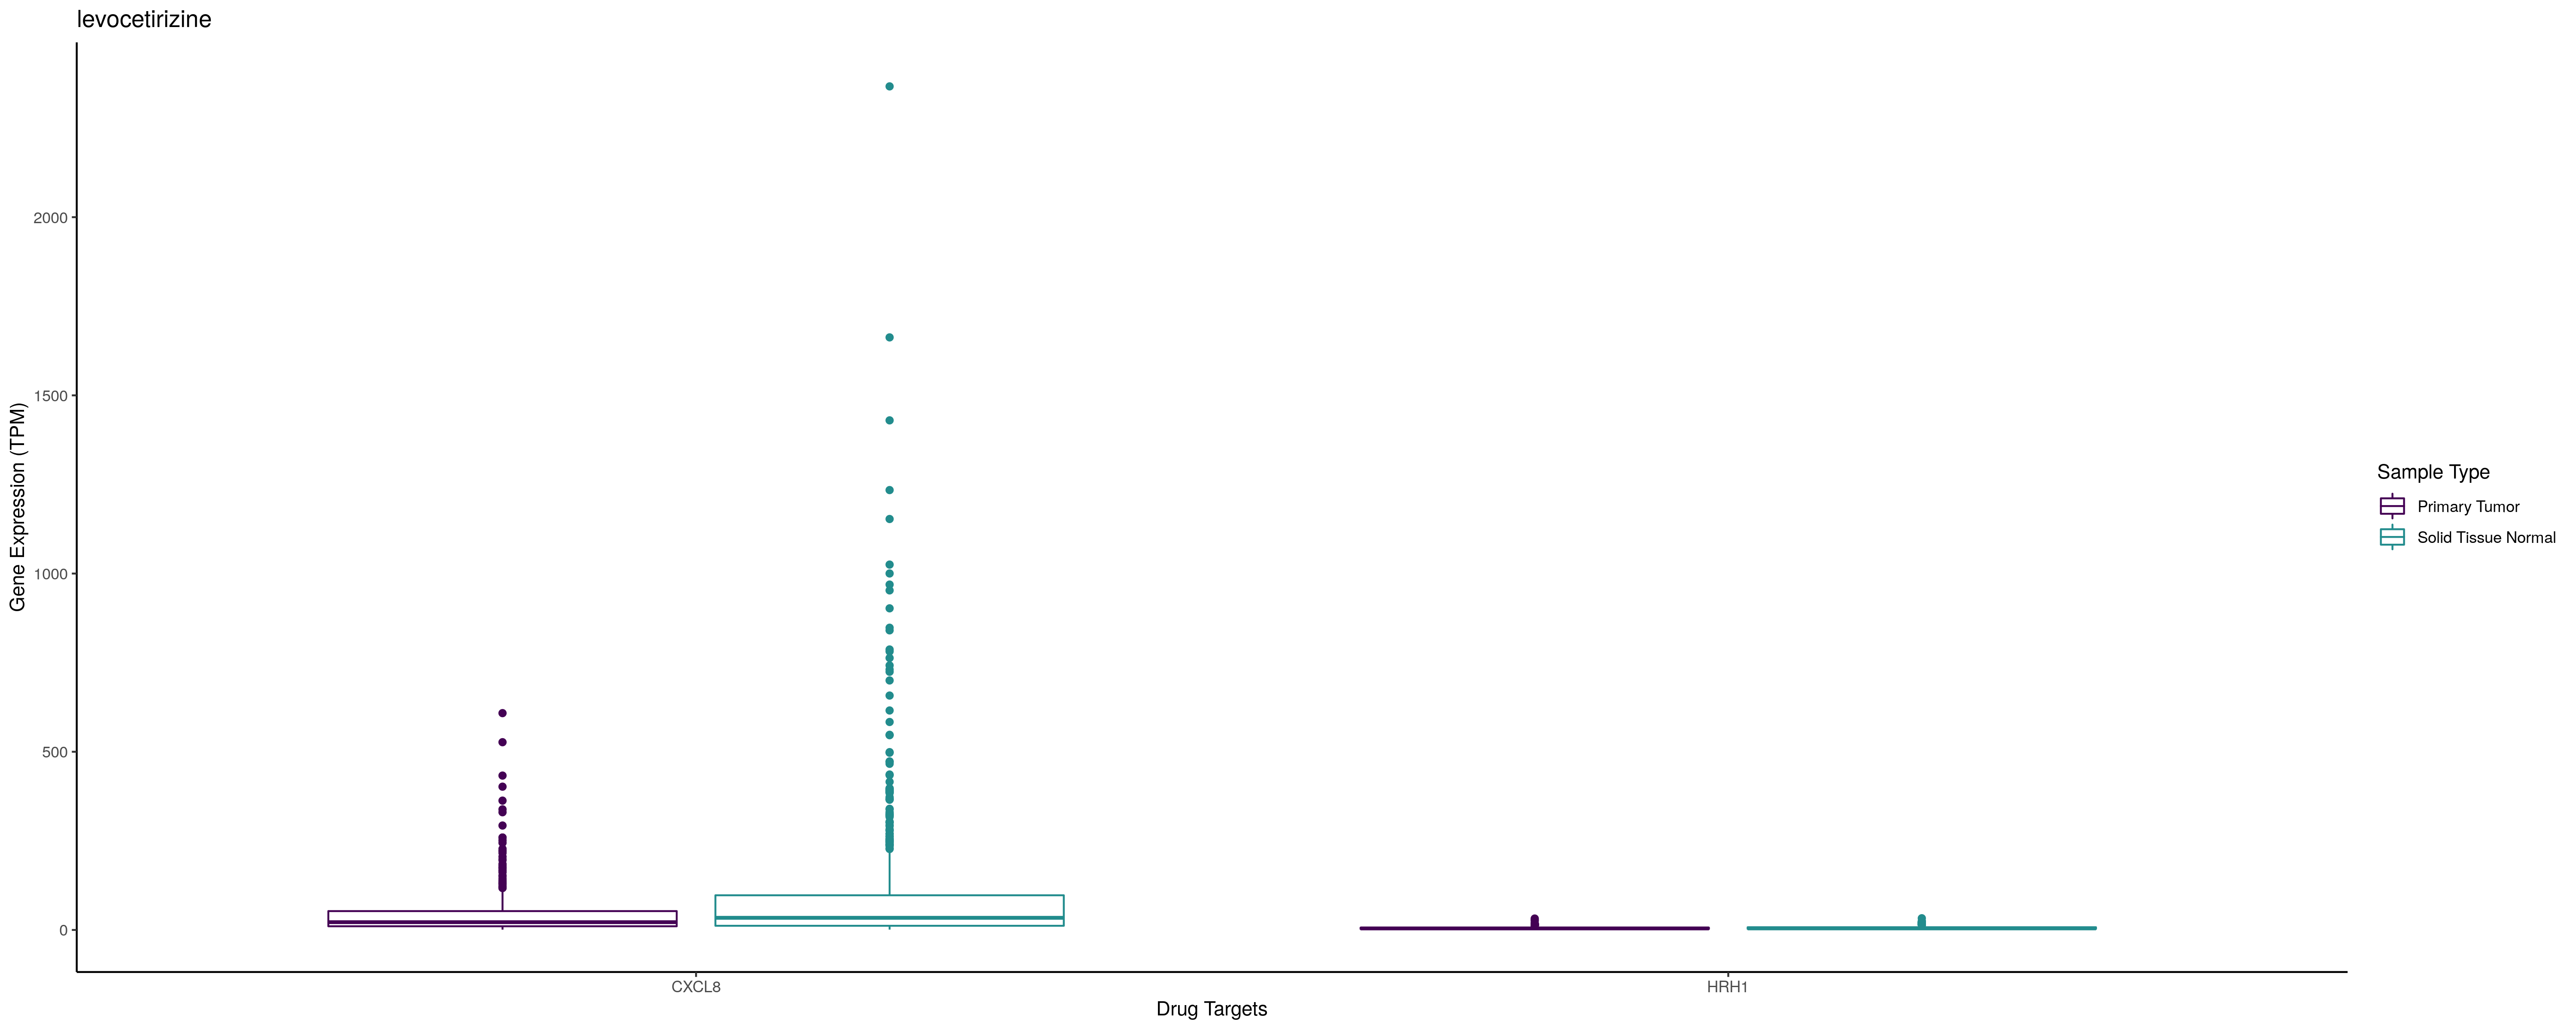 levocetirizine
Gene Expression (TPM)
2000
1500
1000
500
0
CXCL8
HRH1
Drug Targets
Sample Type
Primary Tumor
Solid Tissue Normal